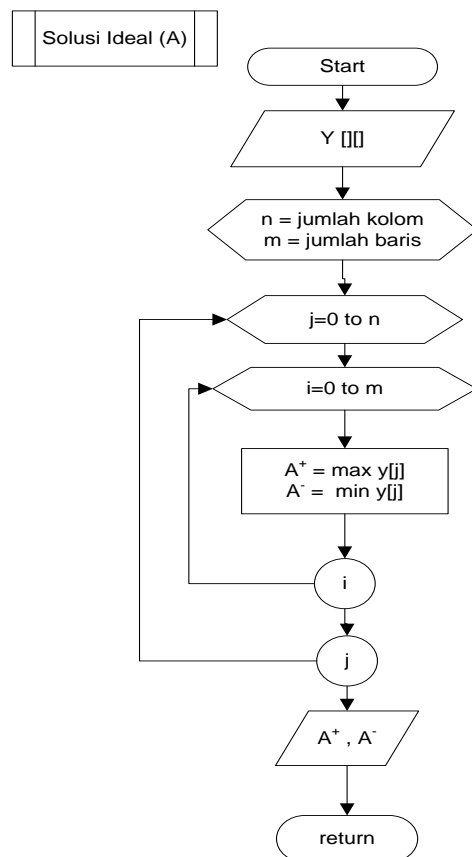 Solusi Ideal (A)
Start
Y [][]
n = jumlah kolom
m = jumlah baris
j=0 to n
i=0 to m
A⁺ = max y[j]
A⁻ = min y[j]
i
j
A⁺ , A⁻
return